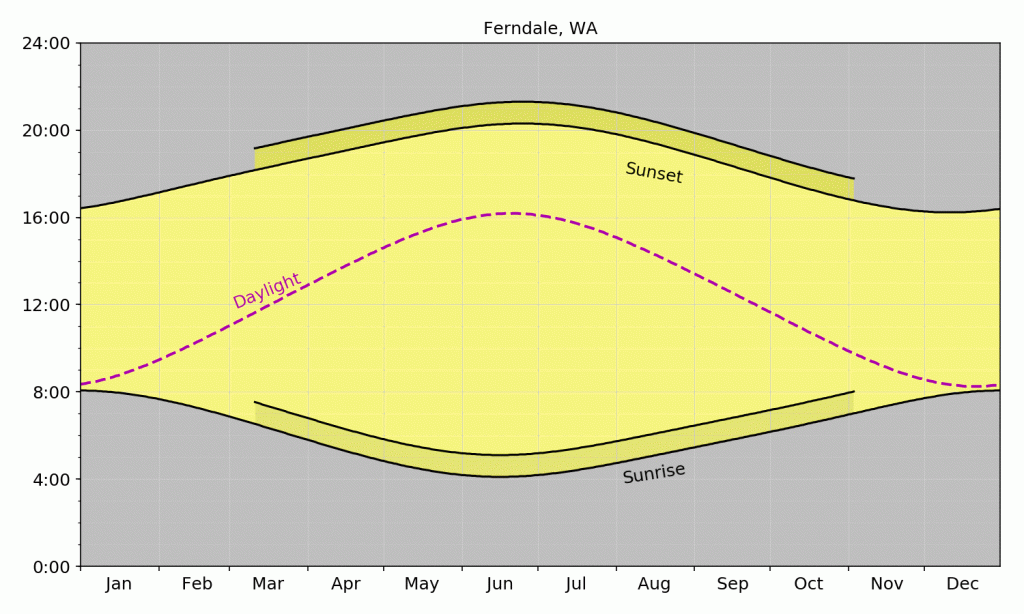 Ferndale, WA
24:00
20:00
16:00
12:00
8:00
4:00
0:00
Sunset
Daylight
Sunrise
Jan Feb Mar Apr May Jun Jul Aug Sep Oct Nov Dec